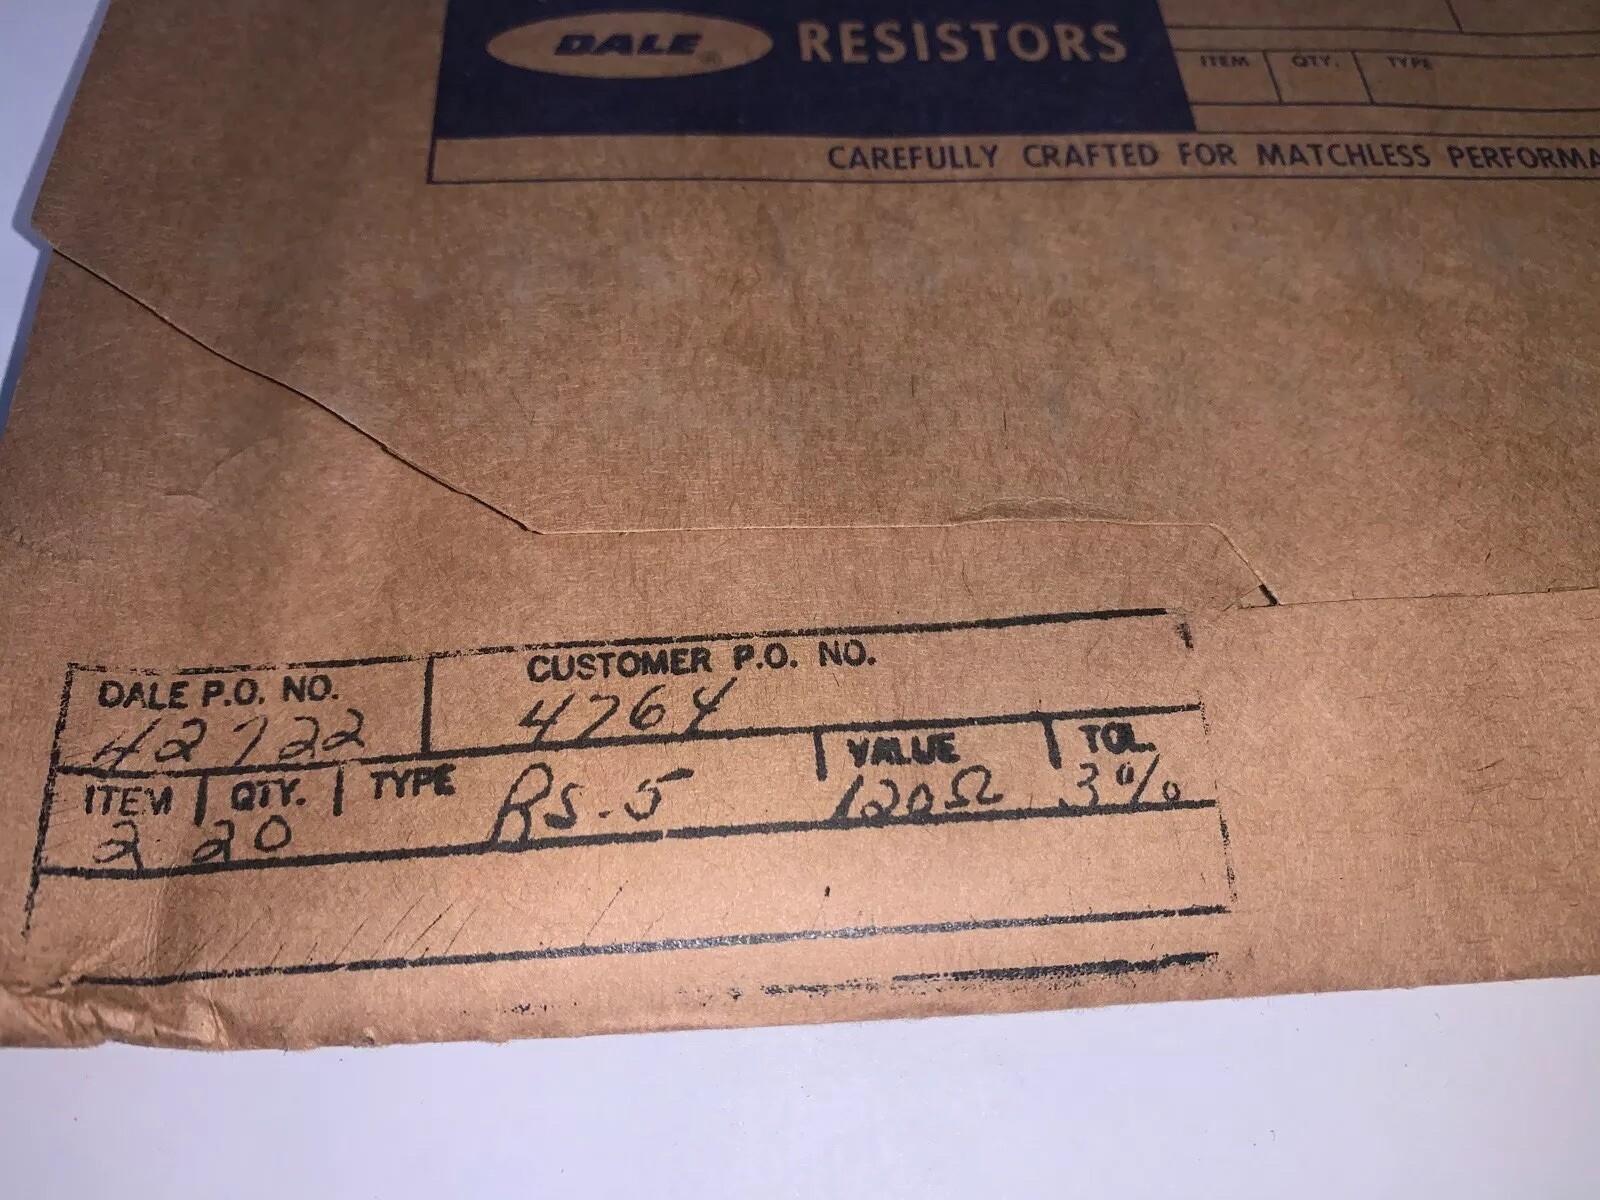 DALE® RESISTORS
ITEM QTY. TYPE
CAREFULLY CRAFTED FOR MATCHLESS PERFORMA
DALE P.O. NO. CUSTOMER P.O. NO.
42722 4764
ITEM QTY. TYPE VALUE TOL.
2 20 RS-5 120Ω 3%